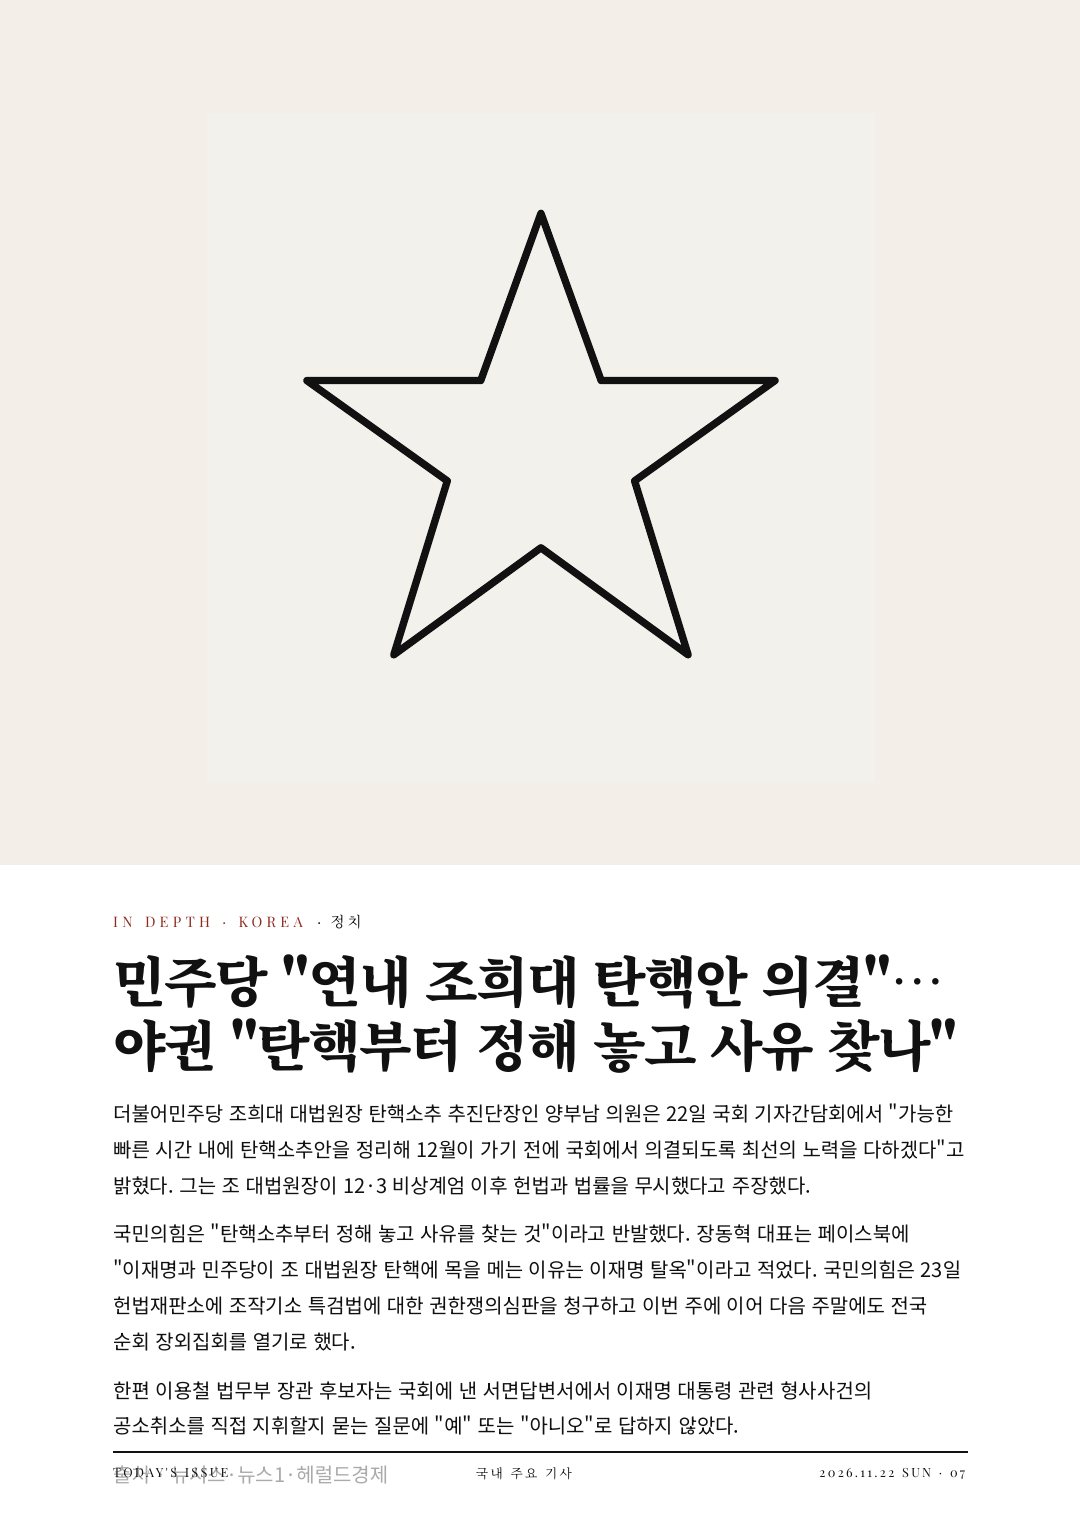 IN DEPTH · KOREA · 정치
민주당 "연내 조희대 탄핵안 의결"…
야권 "탄핵부터 정해 놓고 사유 찾나"
더불어민주당 조희대 대법원장 탄핵소추 추진단장인 양부남 의원은 22일 국회 기자간담회에서 "가능한
빠른 시간 내에 탄핵소추안을 정리해 12월이 가기 전에 국회에서 의결되도록 최선의 노력을 다하겠다"고
밝혔다. 그는 조 대법원장이 12·3 비상계엄 이후 헌법과 법률을 무시했다고 주장했다.
국민의힘은 "탄핵소추부터 정해 놓고 사유를 찾는 것"이라고 반발했다. 장동혁 대표는 페이스북에
"이재명과 민주당이 조 대법원장 탄핵에 목을 메는 이유는 이재명 탈옥"이라고 적었다. 국민의힘은 23일
헌법재판소에 조작기소 특검법에 대한 권한쟁의심판을 청구하고 이번 주에 이어 다음 주말에도 전국
순회 장외집회를 열기로 했다.
한편 이용철 법무부 장관 후보자는 국회에 낸 서면답변서에서 이재명 대통령 관련 형사사건의
공소취소를 직접 지휘할지 묻는 질문에 "예" 또는 "아니오"로 답하지 않았다.
출처 · 뉴시스·뉴스1·헤럴드경제
TODAY'S ISSUE 국내 주요 기사 2026.11.22 SUN · 07